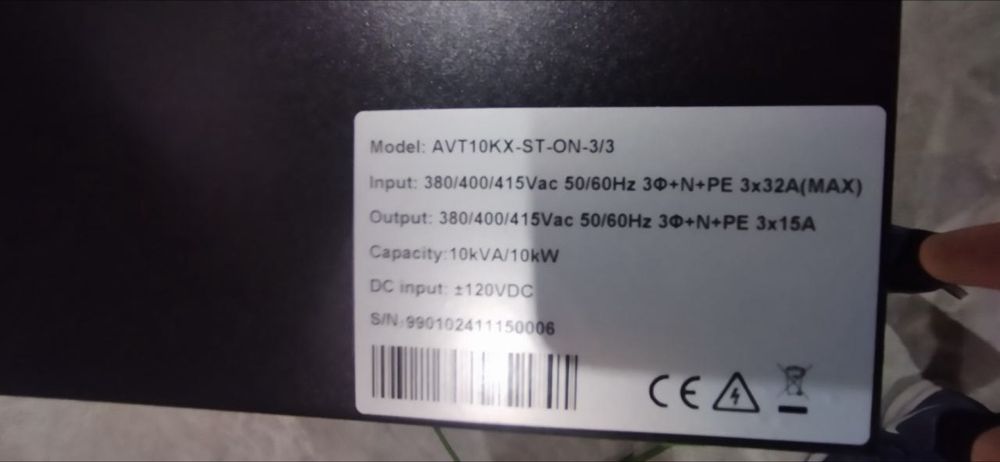 Model: AVT10KX-ST-ON-3/3
Input: 380/400/415Vac 50/60Hz 3Φ+N+PE 3x32A(MAX)
Output: 380/400/415Vac 50/60Hz 3Φ+N+PE 3x15A
Capacity:10kVA/10kW
DC input: ±120VDC
S/N:990102411150006
CE